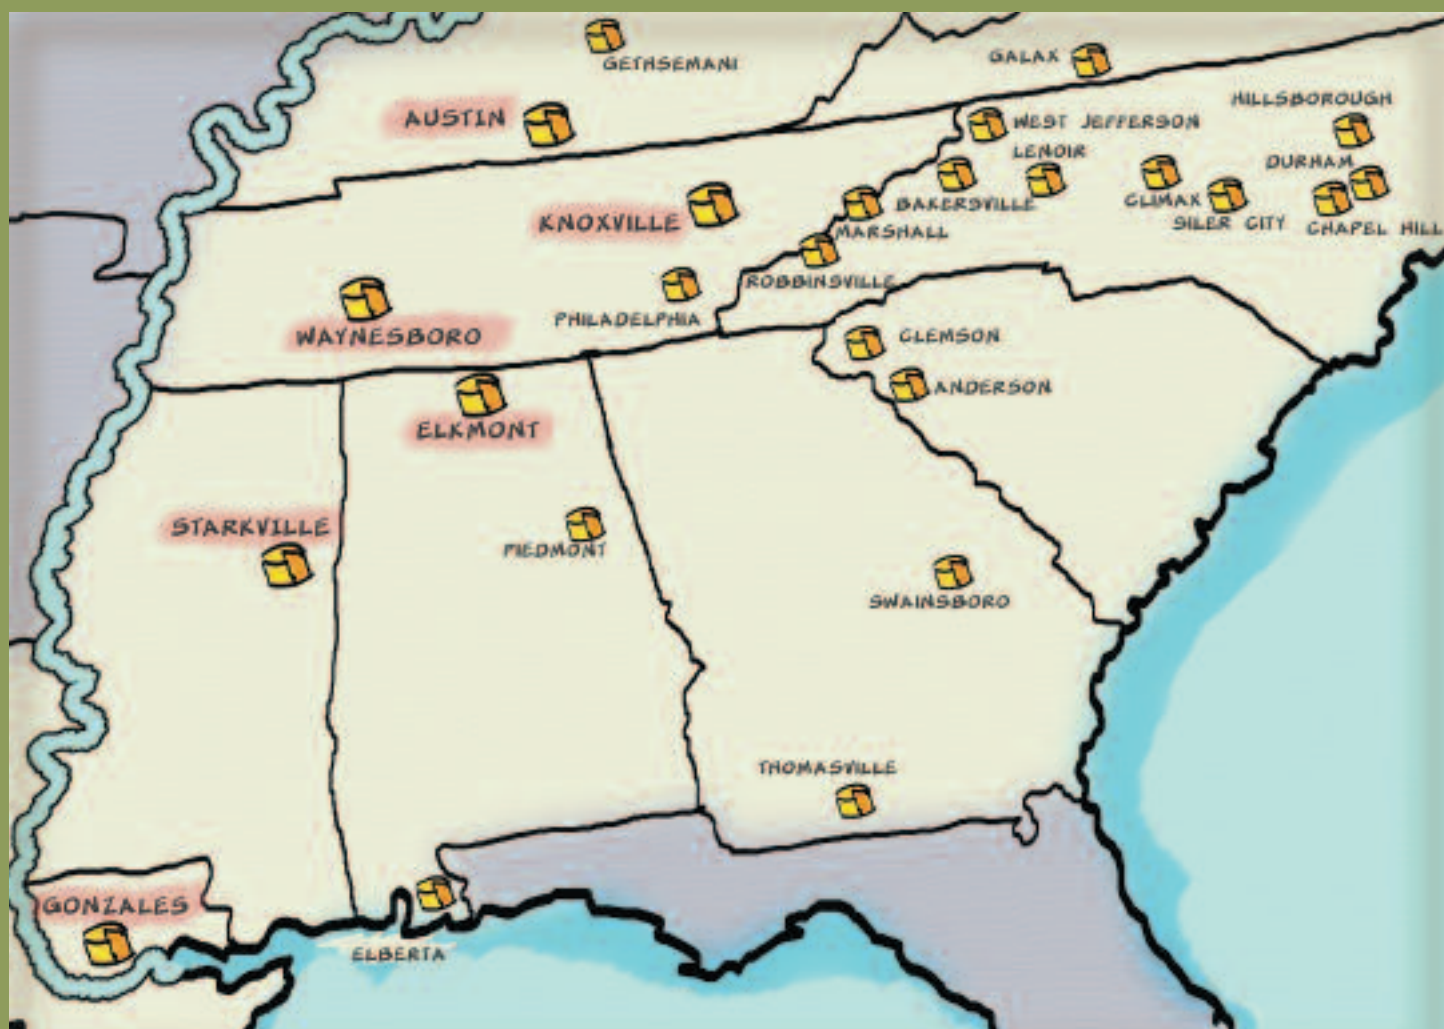 GETHSEMANI
GALAX
AUSTIN
HILLSBOROUGH
WEST JEFFERSON
LENOIR
DURHAM
KNOXVILLE
BAKERSVILLE
CLIMAX
MARSHALL
SILER CITY
CHAPEL HILL
ROBBINSVILLE
PHILADELPHIA
WAYNESBORO
CLEMSON
ANDERSON
ELKMONT
STARKVILLE
PIEDMONT
SWAINSBORO
THOMASVILLE
GONZALES
ELBERTA